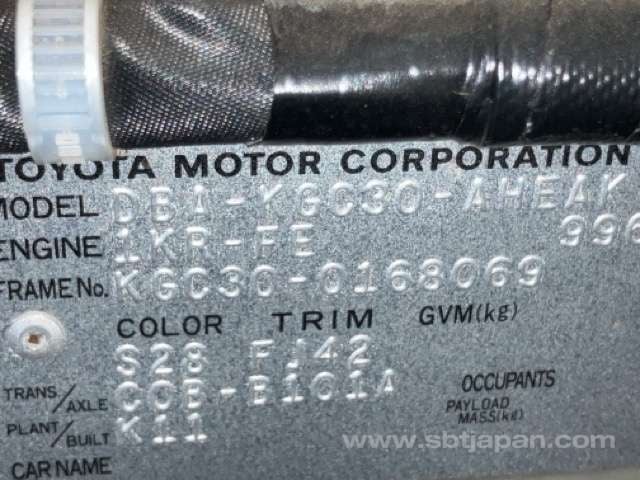 TOYOTA MOTOR CORPORATION
MODEL DBA-KGC30-AHEAK
ENGINE 1KR-FE 996
FRAME No. KGC30-0168069
COLOR TRIM GVM(kg)
S28 FJ42
TRANS/AXLE C0B-B101A OCCUPANTS
PAYLOAD MASS(kg)
PLANT/BUILT K11
www.sbtjapan.com
CAR NAME